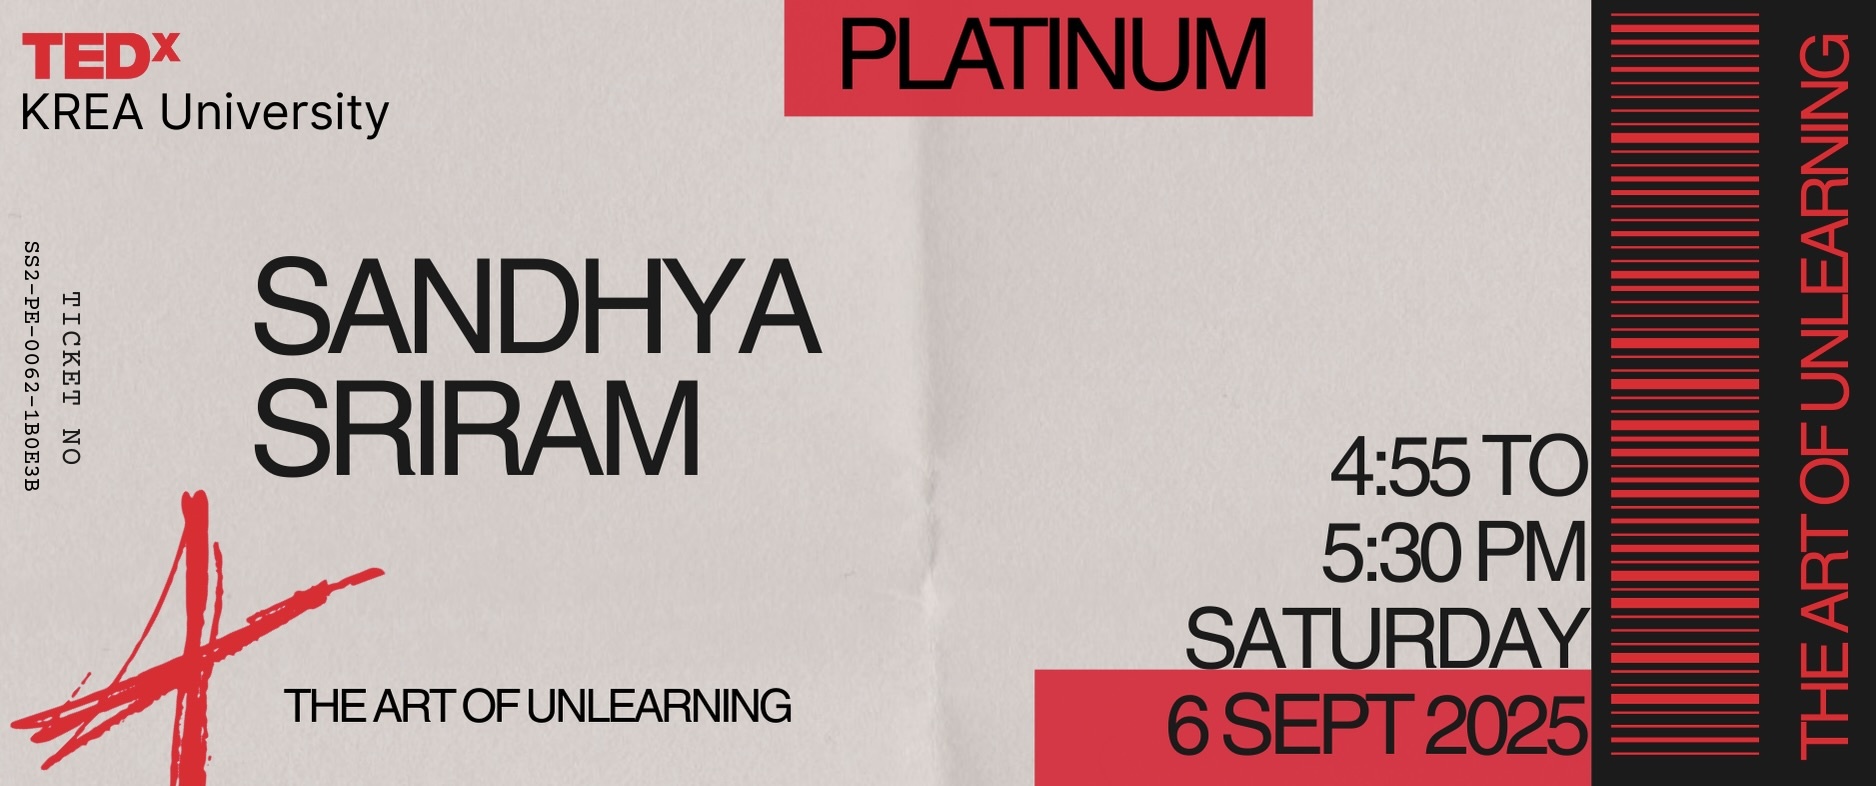 TEDx
KREA University
PLATINUM
SS2-PE-0062-1B0E3B
TICKET NO
SANDHYA
SRIRAM
4:55 TO
5:30 PM
SATURDAY
6 SEPT 2025
THE ART OF UNLEARNING
THE ART OF UNLEARNING